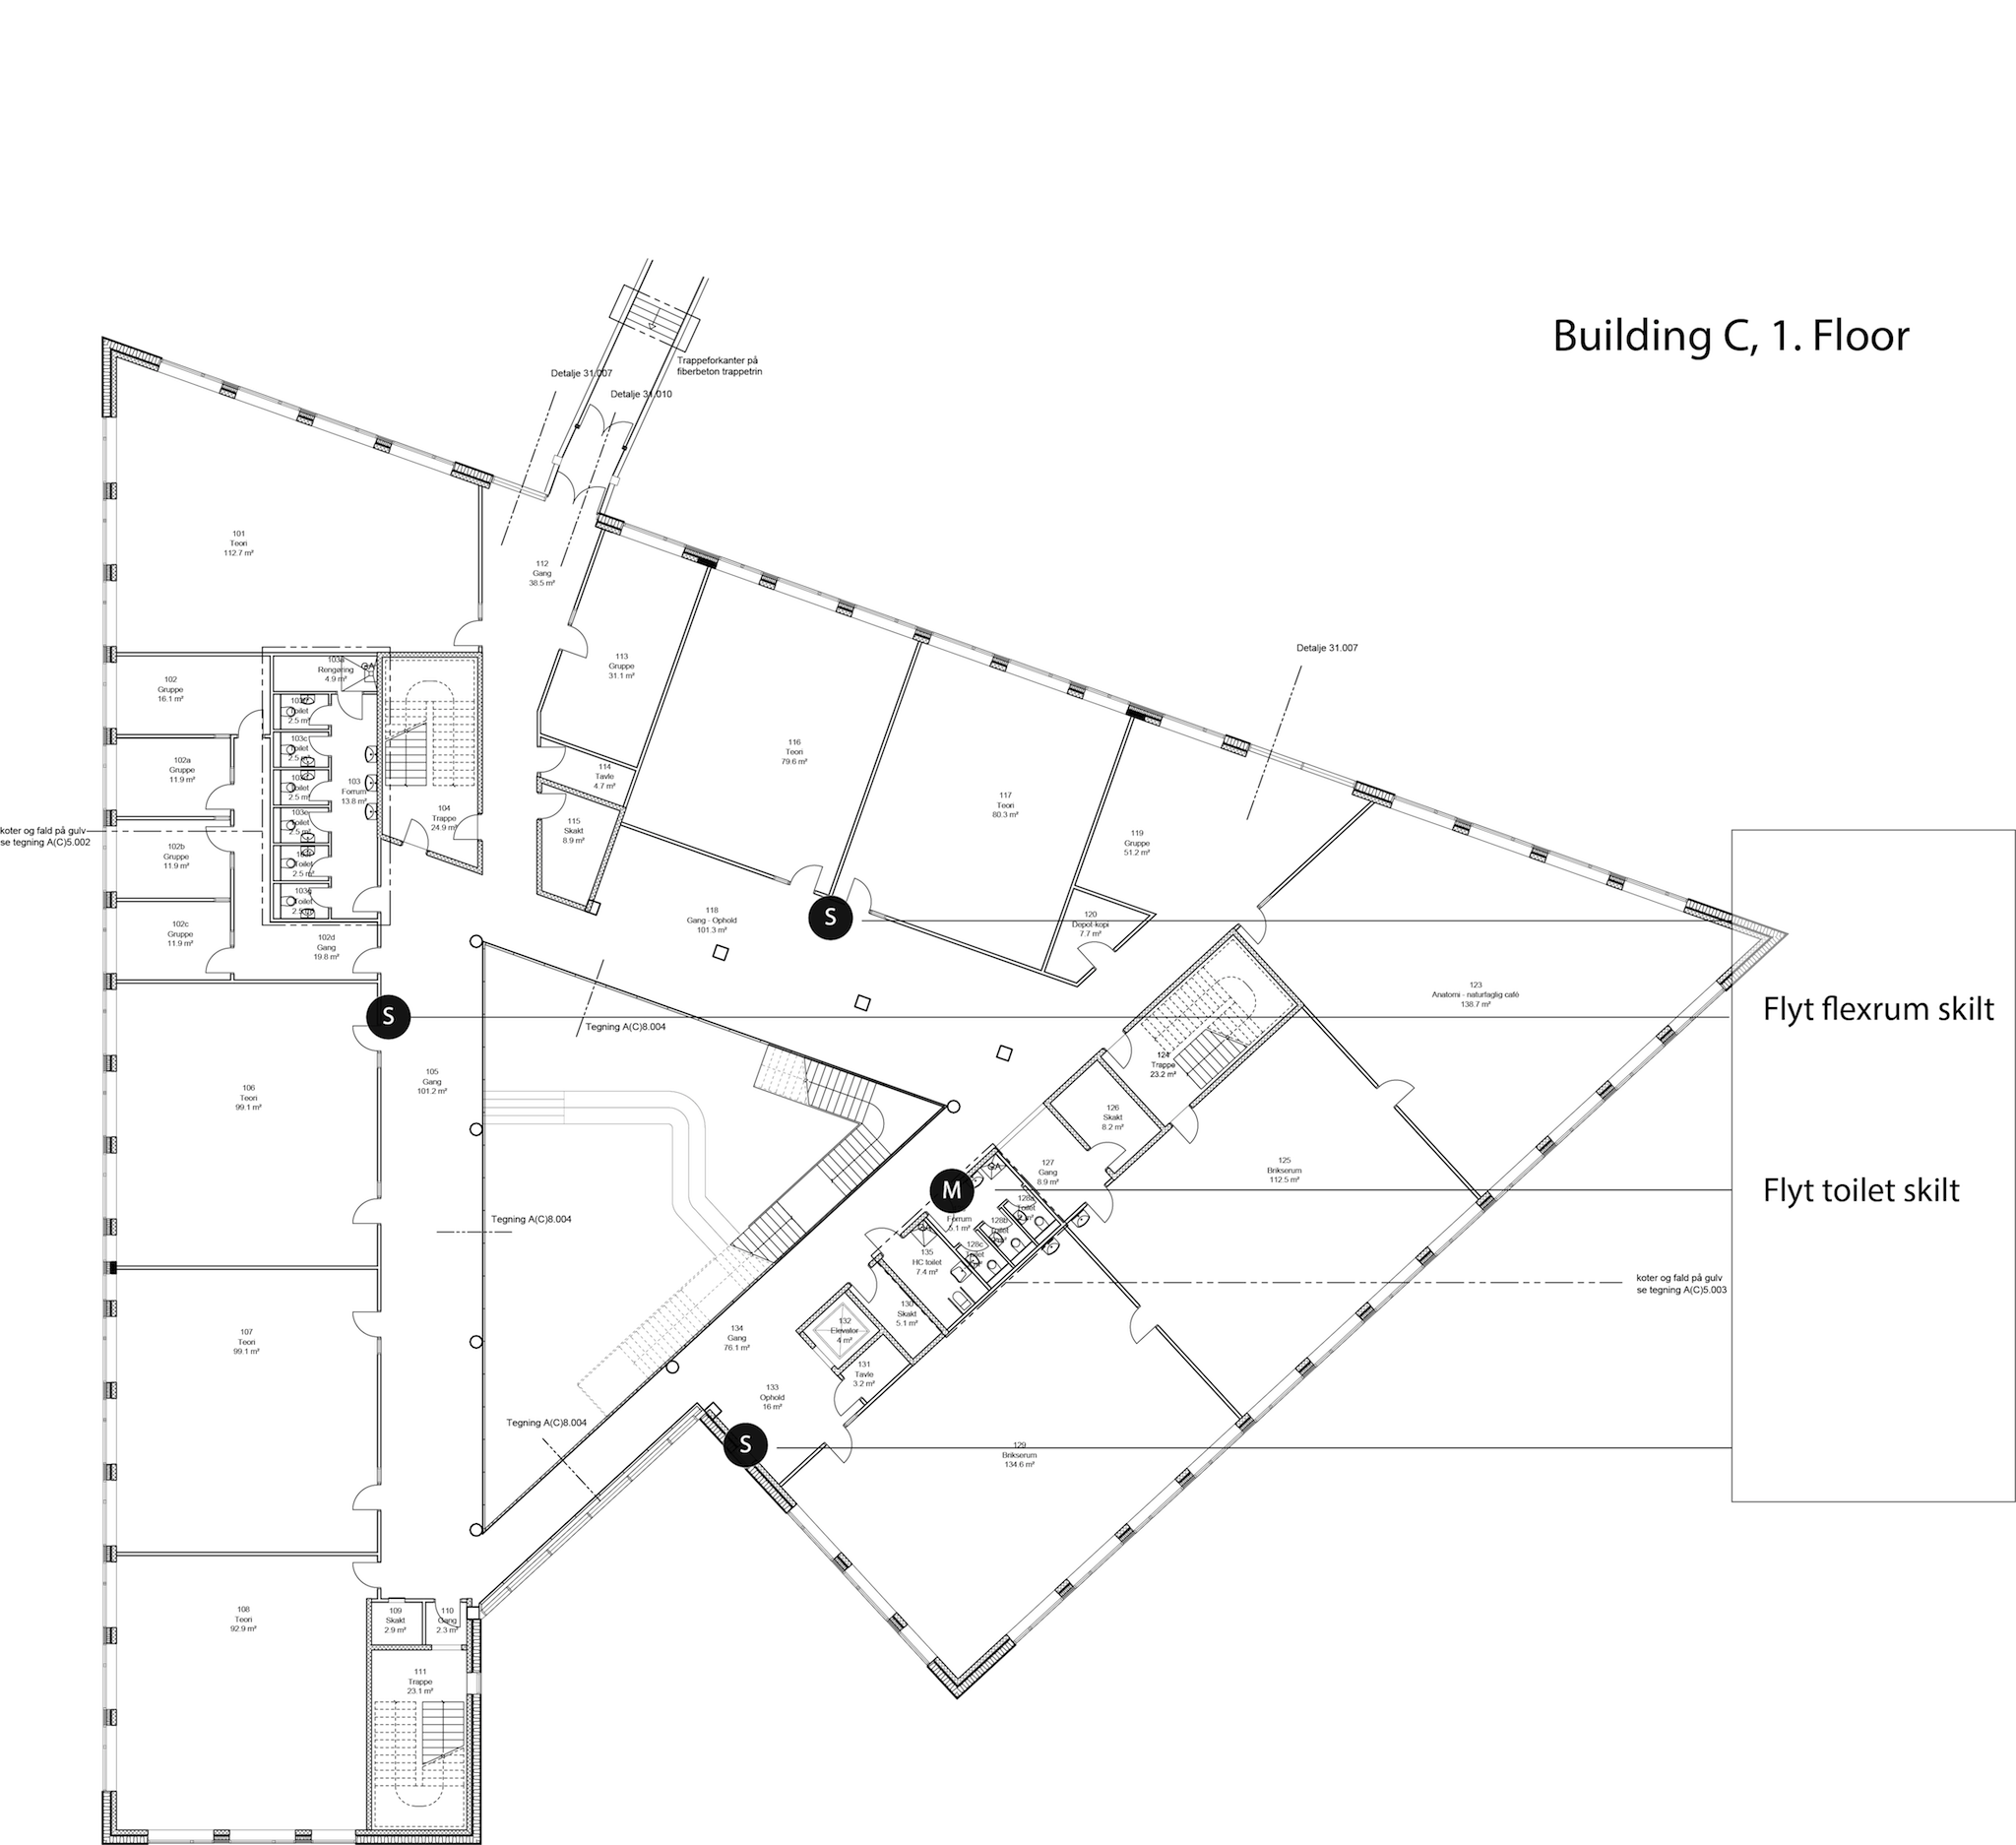 Building C, 1. Floor
Trappeforkanter på
fiberbeton trappetrin
Detalje 31.007
Detalje 31.010
101
Teori
112.7 m²
112
Gang
38.5 m²
Detalje 31.007
113
Gruppe
31.1 m²
103a
Rengøring
4.9 m²
GA
102
Gruppe
16.1 m²
Toilet
2.5 m²
103c
Toilet
2.5 m²
116
Teori
79.6 m²
102a
Gruppe
11.9 m²
114
Tavle
4.7 m²
Toilet
2.5 m²
103
Forrum
13.8 m²
117
Teori
80.3 m²
104
Trappe
24.9 m²
103e
Toilet
2.5 m²
115
Skakt
8.9 m²
119
Gruppe
51.2 m²
koter og fald på gulv
se tegning A(C)5.002
102b
Gruppe
11.9 m²
Toilet
2.5 m²
103g
Toilet
2.5 m²
118
Gang - Ophold
101.3 m²
S
120
Depot-kopi
7.7 m²
102c
Gruppe
11.9 m²
102d
Gang
19.8 m²
123
Anatomi - naturfaglig café
138.7 m²
Flyt flexrum skilt
S
Tegning A(C)8.004
124
Trappe
23.2 m²
105
Gang
101.2 m²
106
Teori
99.1 m²
126
Skakt
8.2 m²
127
Gang
8.9 m²
125
Brikserum
112.5 m²
GA
M
Flyt toilet skilt
128a
Toilet
Forrum
5.1 m²
128b
Toilet
128c
Tegning A(C)8.004
135
HC toilet
7.4 m²
koter og fald på gulv
se tegning A(C)5.003
130
Skakt
5.1 m²
132
Elevator
4 m²
134
Gang
76.1 m²
107
Teori
99.1 m²
131
Tavle
3.2 m²
133
Ophold
16 m²
Tegning A(C)8.004
S
129
Brikserum
134.6 m²
108
Teori
92.9 m²
109
Skakt
2.9 m²
110
Gang
2.3 m²
111
Trappe
23.1 m²